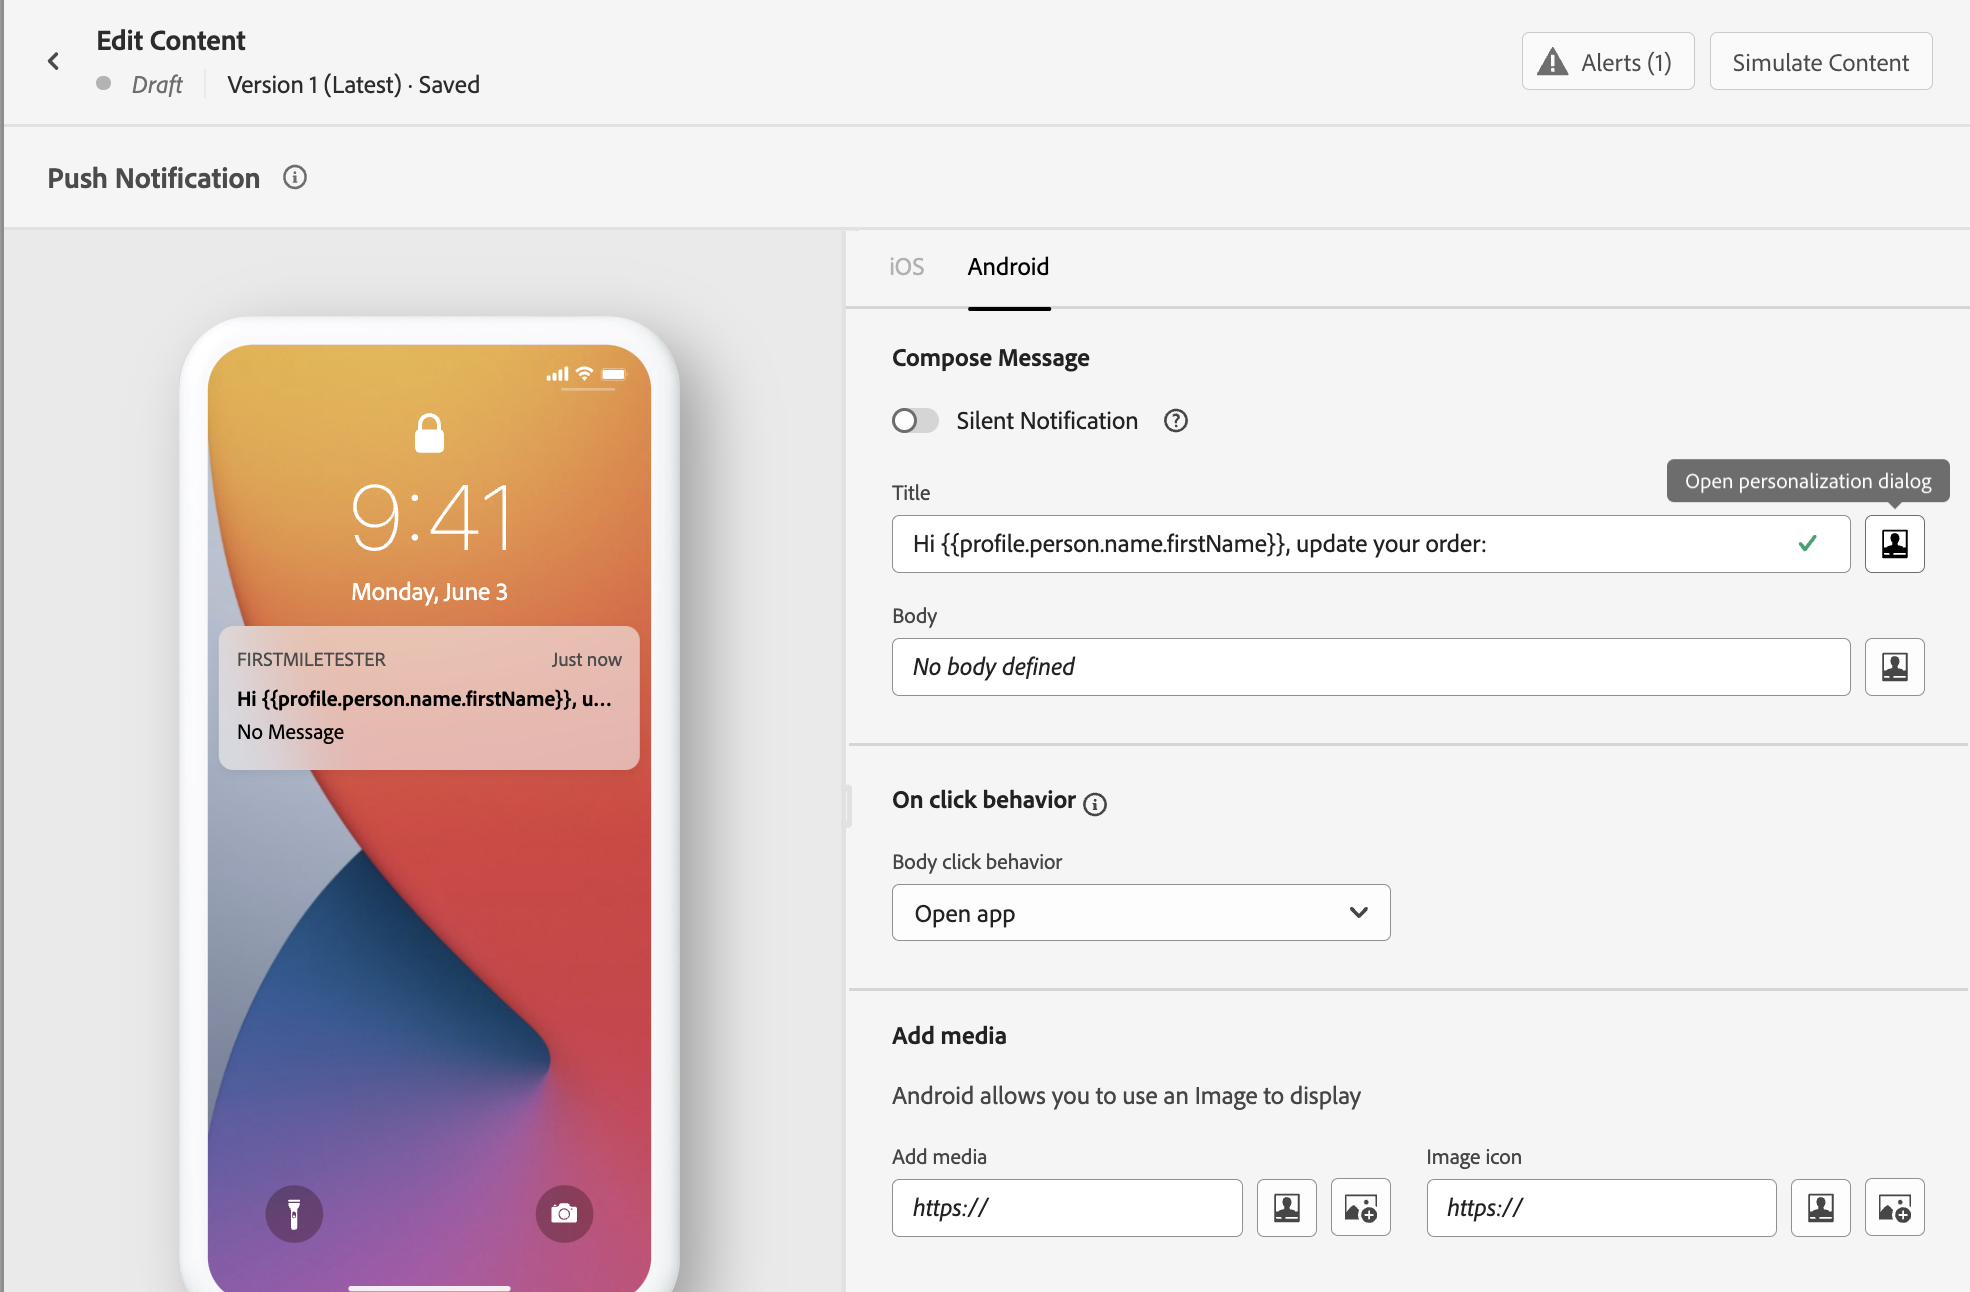 Edit Content
Draft
Version 1 (Latest) · Saved
Alerts (1)
Simulate Content
Push Notification
iOS
Android
Compose Message
Silent Notification
Open personalization dialog
Title
Hi {{profile.person.name.firstName}}, update your order:
Body
No body defined
On click behavior
Body click behavior
Open app
Add media
Android allows you to use an Image to display
Add media
Image icon
https://
https://
9:41
Monday, June 3
FIRSTMILETESTER
Just now
Hi {{profile.person.name.firstName}}, u...
No Message